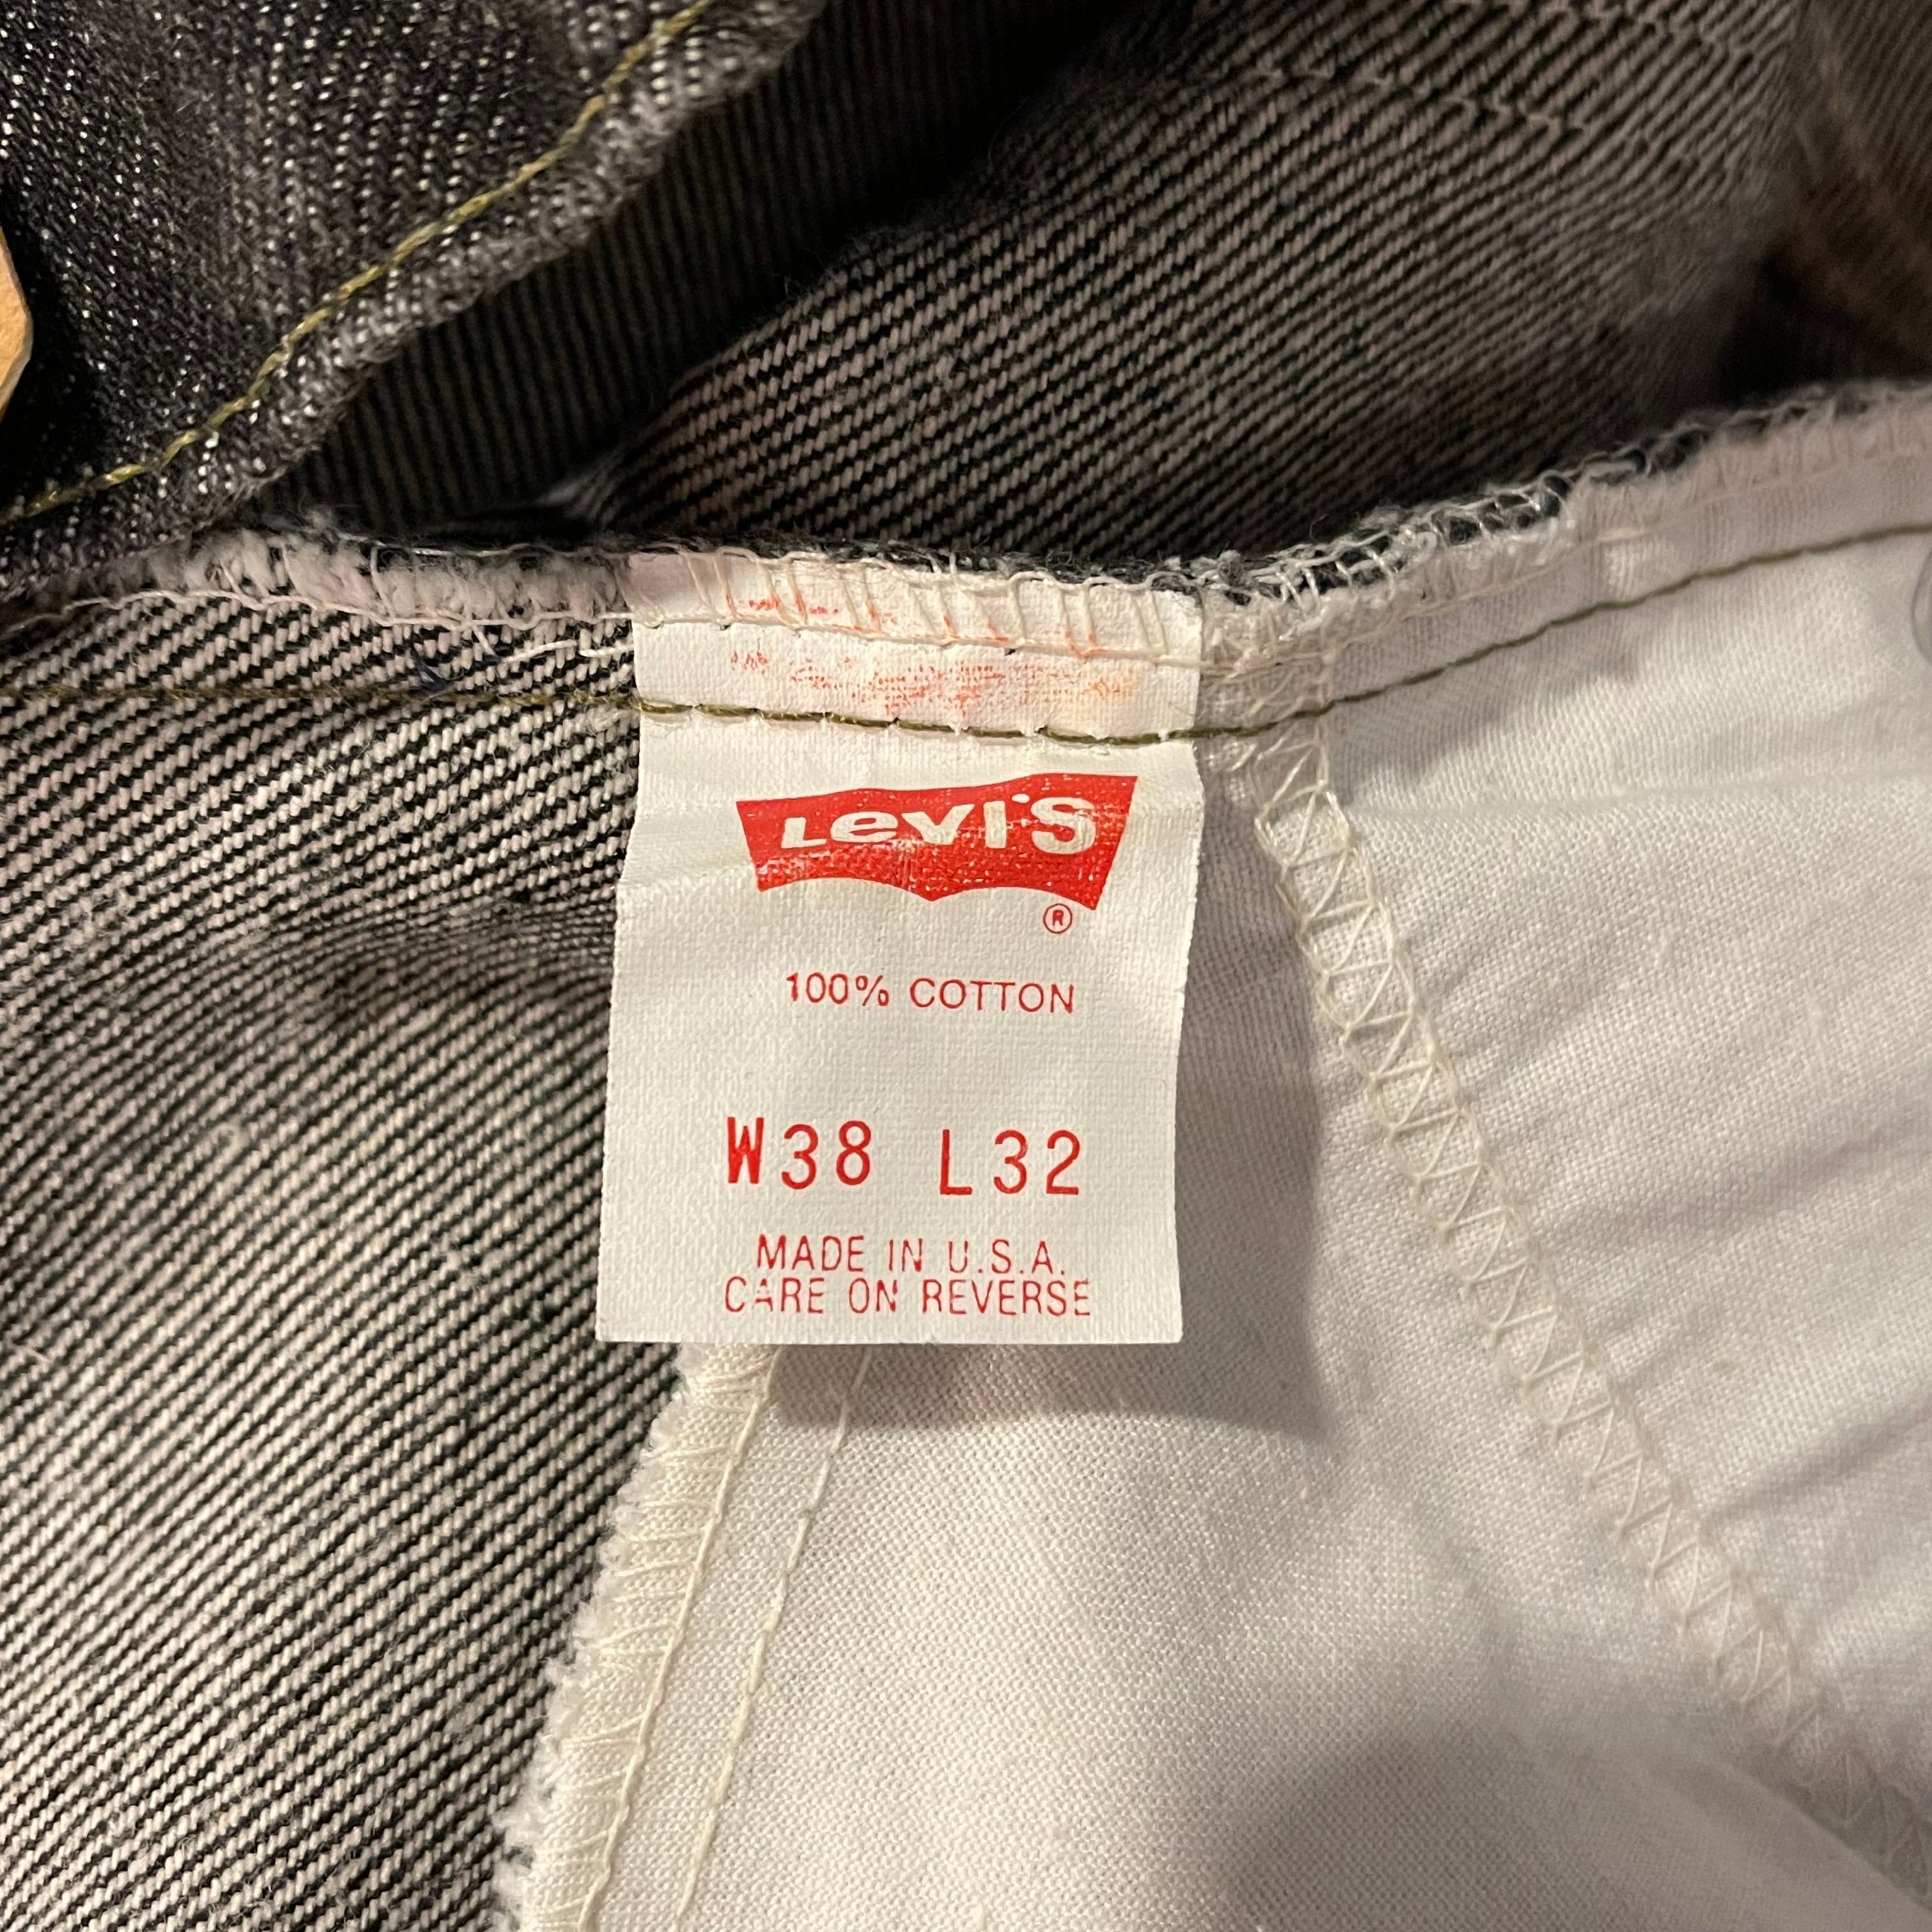 Levi's
®
100% COTTON
W38 L32
MADE IN U.S.A.
CARE ON REVERSE